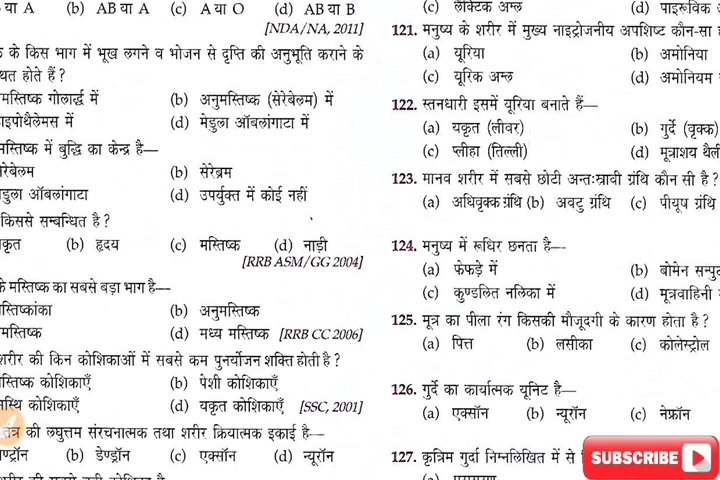 या A (b) AB या A (c) A या O (d) AB या B
[NDA/NA, 2011]
के किस भाग में भूख लगने व भोजन से तृप्ति की अनुभूति कराने के
थत होते हैं ?
मस्तिष्क गोलार्द्ध में (b) अनुमस्तिष्क (सेरेबेलम) में
हाइपोथैलेमस में (d) मेडुला ऑबलांगाटा में
मस्तिष्क में बुद्धि का केन्द्र है—
सेरेबेलम (b) सेरेब्रम
मेडुला ऑबलांगाटा (d) उपर्युक्त में कोई नहीं
किससे सम्बन्धित है ?
यकृत (b) हृदय (c) मस्तिष्क (d) नाड़ी
[RRB ASM/GG 2004]
के मस्तिष्क का सबसे बड़ा भाग है—
स्तिष्कांका (b) अनुमस्तिष्क
मस्तिष्क (d) मध्य मस्तिष्क [RRB CC 2006]
शरीर की किन कोशिकाओं में सबसे कम पुनर्योजन शक्ति होती है ?
स्तिष्क कोशिकाएँ (b) पेशी कोशिकाएँ
स्थि कोशिकाएँ (d) यकृत कोशिकाएँ [SSC, 2001]
तंत्र की लघुत्तम संरचनात्मक तथा शरीर क्रियात्मक इकाई है—
(b) डेण्ड्रॉन (c) एक्सॉन (d) न्यूरॉन
(c) लैक्टिक अम्ल (d) पाइरूविक
121. मनुष्य के शरीर में मुख्य नाइट्रोजनीय अपशिष्ट कौन-सा
(a) यूरिया (b) अमोनिया
(c) यूरिक अम्ल (d) अमोनियम
122. स्तनधारी इसमें यूरिया बनाते हैं—
(a) यकृत (लीवर) (b) गुर्दे (वृक्क)
(c) प्लीहा (तिल्ली) (d) मूत्राशय थैली
123. मानव शरीर में सबसे छोटी अन्तःस्रावी ग्रंथि कौन सी है ?
(a) अधिवृक्क ग्रंथि (b) अवटु ग्रंथि (c) पीयूष ग्रंथि
124. मनुष्य में रूधिर छनता है—
(a) फेफड़े में (b) बोमेन सम्पु
(c) कुण्डलित नलिका में (d) मूत्रवाहिनी
125. मूत्र का पीला रंग किसकी मौजूदगी के कारण होता है ?
(a) पित्त (b) लसीका (c) कोलेस्ट्रोल
126. गुर्दे का कार्यात्मक यूनिट है—
(a) एक्सॉन (b) न्यूरॉन (c) नेफ्रॉन
127. कृत्रिम गुर्दा निम्नलिखित में से
SUBSCRIBE